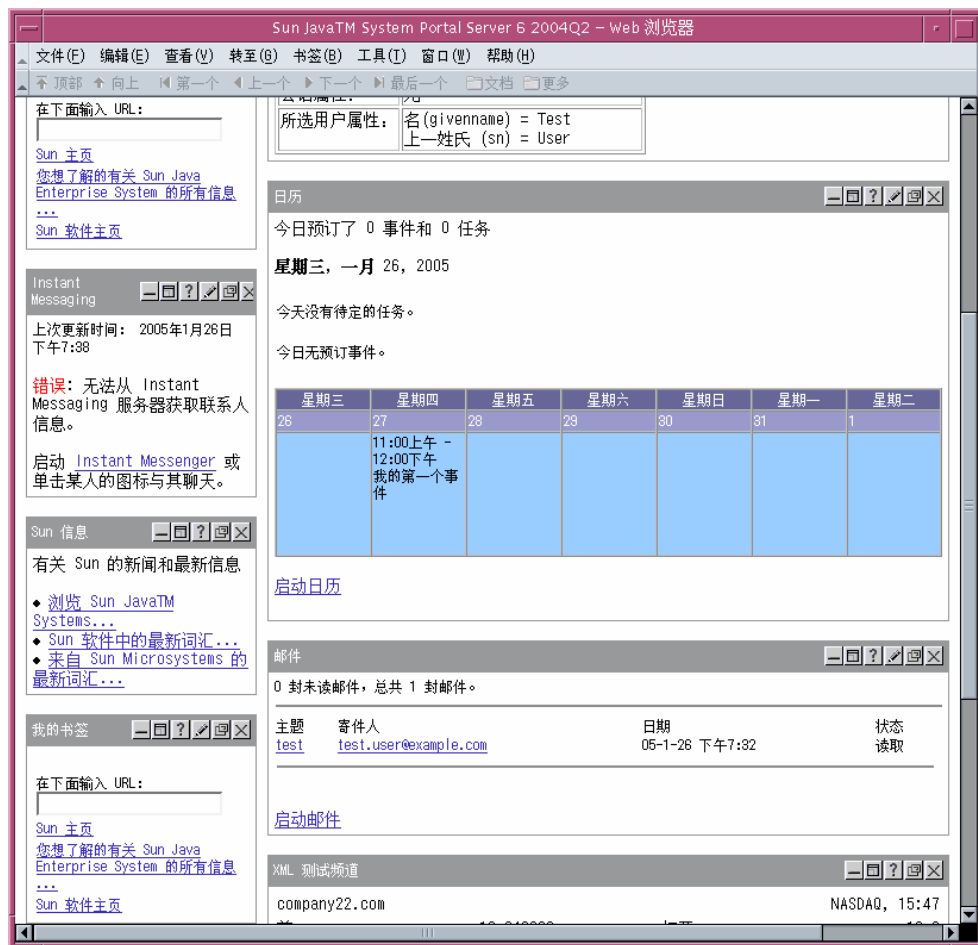 Sun JavaTM System Portal Server 6 2004Q2 – Web 浏览器
文件(F) 编辑(E) 查看(V) 转至(G) 书签(B) 工具(T) 窗口(W) 帮助(H)
顶部 向上 第一个 上一个 下一个 最后一个 文档 更多
在下面输入 URL:
Sun 主页
您想了解的有关 Sun Java
Enterprise System 的所有信息
...
Sun 软件主页
Instant
Messaging
上次更新时间: 2005年1月26日
下午7:38
错误: 无法从 Instant
Messaging 服务器获取联系人
信息。
启动 Instant Messenger 或
单击某人的图标与其聊天。
Sun 信息
有关 Sun 的新闻和最新信息
• 浏览 Sun JavaTM
Systems...
• Sun 软件中的最新词汇...
• 来自 Sun Microsystems 的
最新词汇...
我的书签
在下面输入 URL:
Sun 主页
您想了解的有关 Sun Java
Enterprise System 的所有信息
...
Sun 软件主页
所选用户属性: 名(givenname) = Test
上一姓氏 (sn) = User
日历
今日预订了 0 事件和 0 任务
星期三, 一月 26, 2005
今天没有待定的任务。
今日无预订事件。
星期三 星期四 星期五 星期六 星期日 星期一 星期二
26 27 28 29 30 31 1
11:00上午 -
12:00下午
我的第一个事
件
启动日历
邮件
0 封未读邮件, 总共 1 封邮件。
主题 寄件人 日期 状态
test test.user@example.com 05-1-26 下午7:32 读取
启动邮件
XML 测试频道
company22.com NASDAQ, 15:47